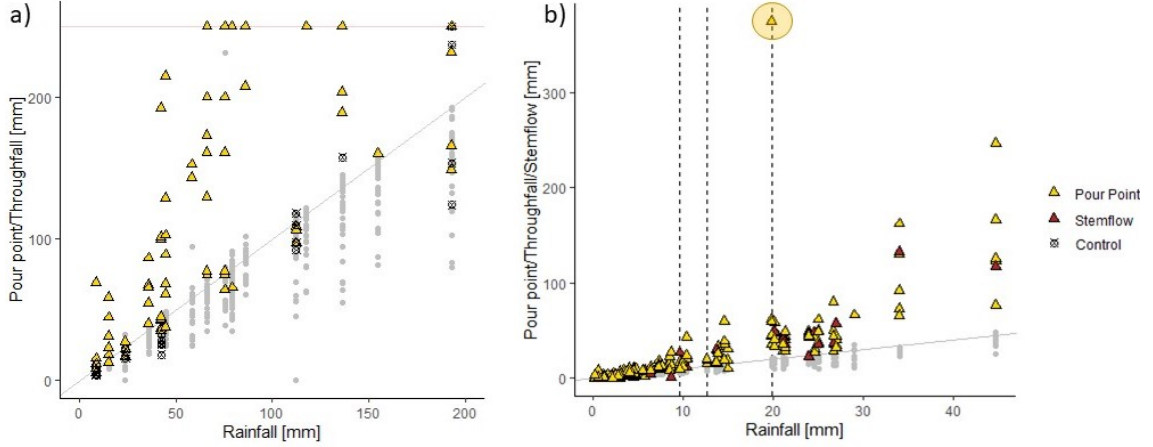 a)
Pour point/Throughfall [mm]
200
100
0
0
50
100
150
200
Rainfall [mm]
b)
Pour point/Throughfall/Stemflow [mm]
300
200
100
0
0
10
20
30
40
Rainfall [mm]
Pour Point
Stemflow
Control